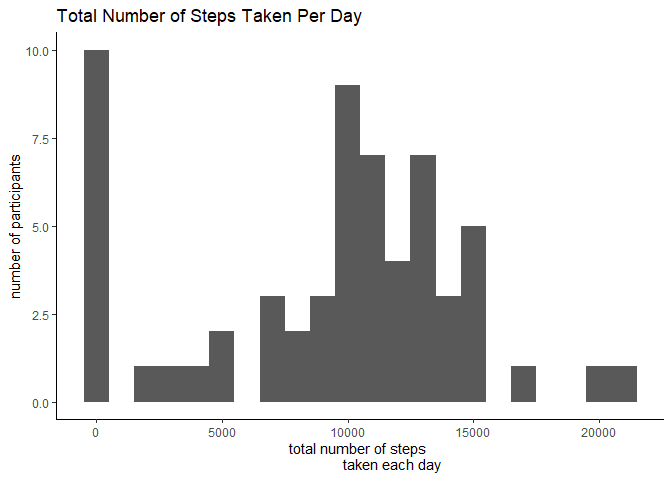 Total Number of Steps Taken Per Day
number of participants
10.0
7.5
5.0
2.5
0.0
0 5000 10000 15000 20000
total number of steps
taken each day